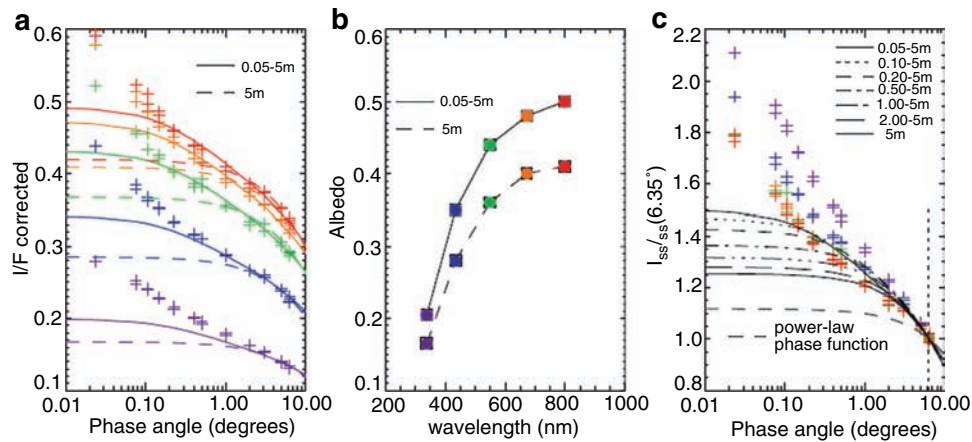 a
0.6
0.5
0.4
0.3
0.2
0.1
I/F corrected
0.05-5m
5m
0.01 0.10 1.00 10.00
Phase angle (degrees)
b
0.6
0.5
0.4
0.3
0.2
0.1
Albedo
0.05-5m
5m
200 400 600 800 1000
wavelength (nm)
c
2.2
2.0
1.8
1.6
1.4
1.2
1.0
0.8
Iss/ss(6.35°)
0.05-5m
0.10-5m
0.20-5m
0.50-5m
1.00-5m
2.00-5m
5m
power-law
phase function
0.01 0.10 1.00 10.00
Phase angle (degrees)